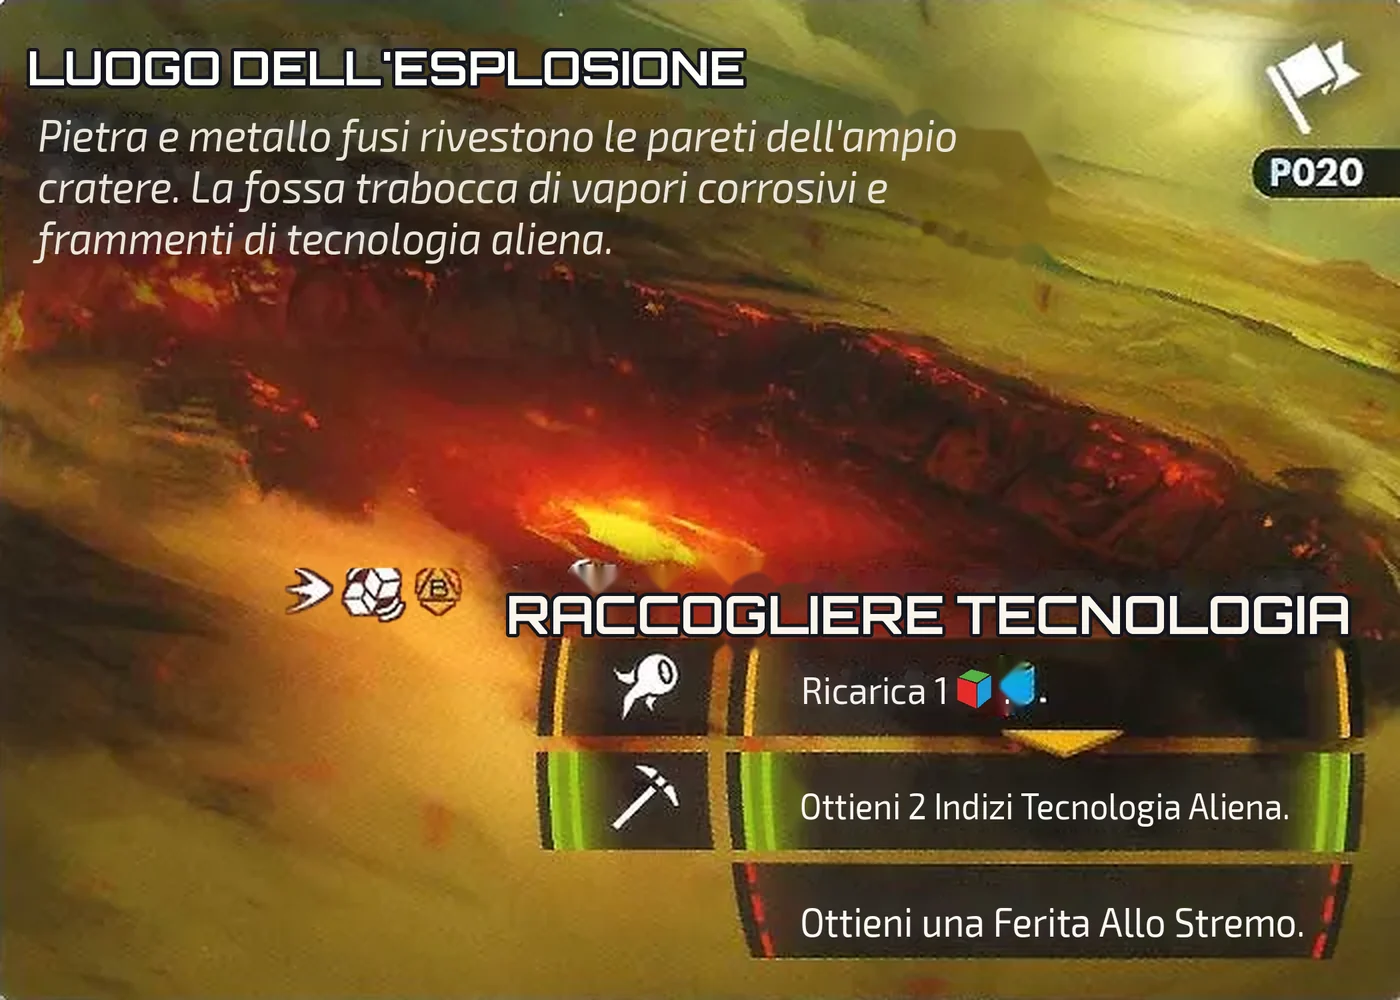 LUOGO DELL'ESPLOSIONE
Pietra e metallo fusi rivestono le pareti dell'ampio
cratere. La fossa trabocca di vapori corrosivi e
frammenti di tecnologia aliena.
P020
B
RACCOGLIERE TECNOLOGIA
Ricarica 1 .
Ottieni 2 Indizi Tecnologia Aliena.
Ottieni una Ferita Allo Stremo.